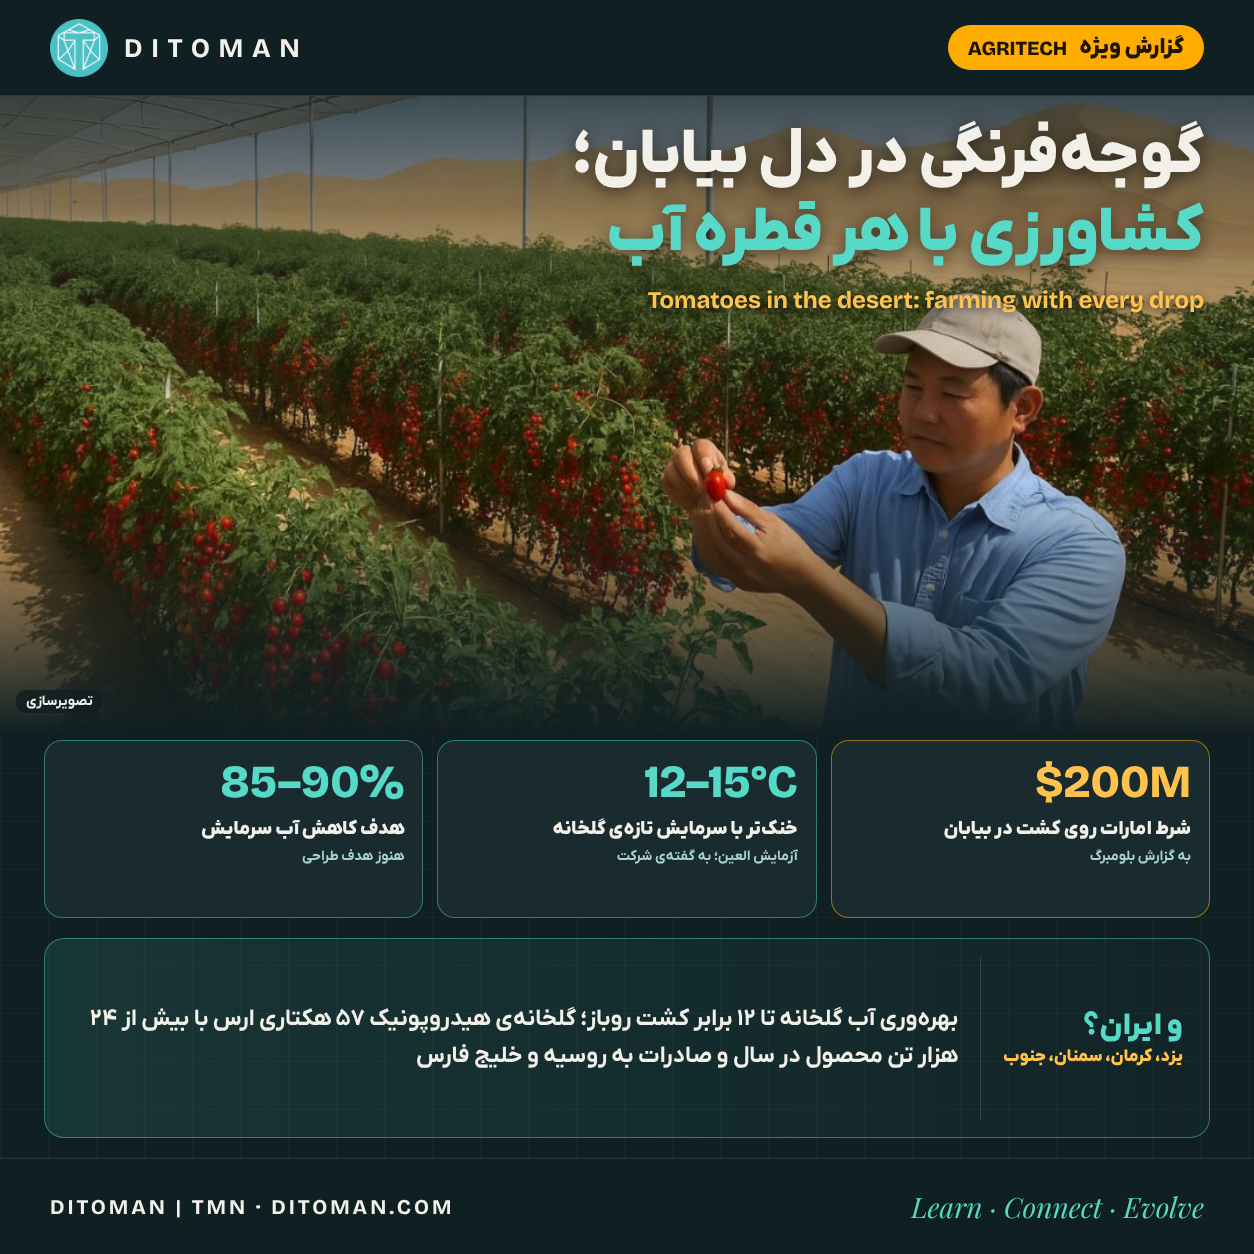 DITOMAN
گزارش ویژه AGRITECH
گوجه‌فرنگی در دل بیابان؛
کشاورزی با هر قطره آب
Tomatoes in the desert: farming with every drop
تصویرسازی
$200M
شرط امارات روی کشت در بیابان
به گزارش بلومبرگ
12–15°C
خنک‌تر با سرمایش تازه‌ی گلخانه
آزمایش العین؛ به گفته‌ی شرکت
85–90%
هدف کاهش آب سرمایش
هنوز هدف طراحی
و ایران؟
یزد، کرمان، سمنان، جنوب
بهره‌وری آب گلخانه تا ۱۲ برابر کشت روباز؛ گلخانه‌ی هیدروپونیک ۵۷ هکتاری ارس با بیش از ۲۴
هزار تن محصول در سال و صادرات به روسیه و خلیج فارس
DITOMAN | TMN · DITOMAN.COM
Learn · Connect · Evolve